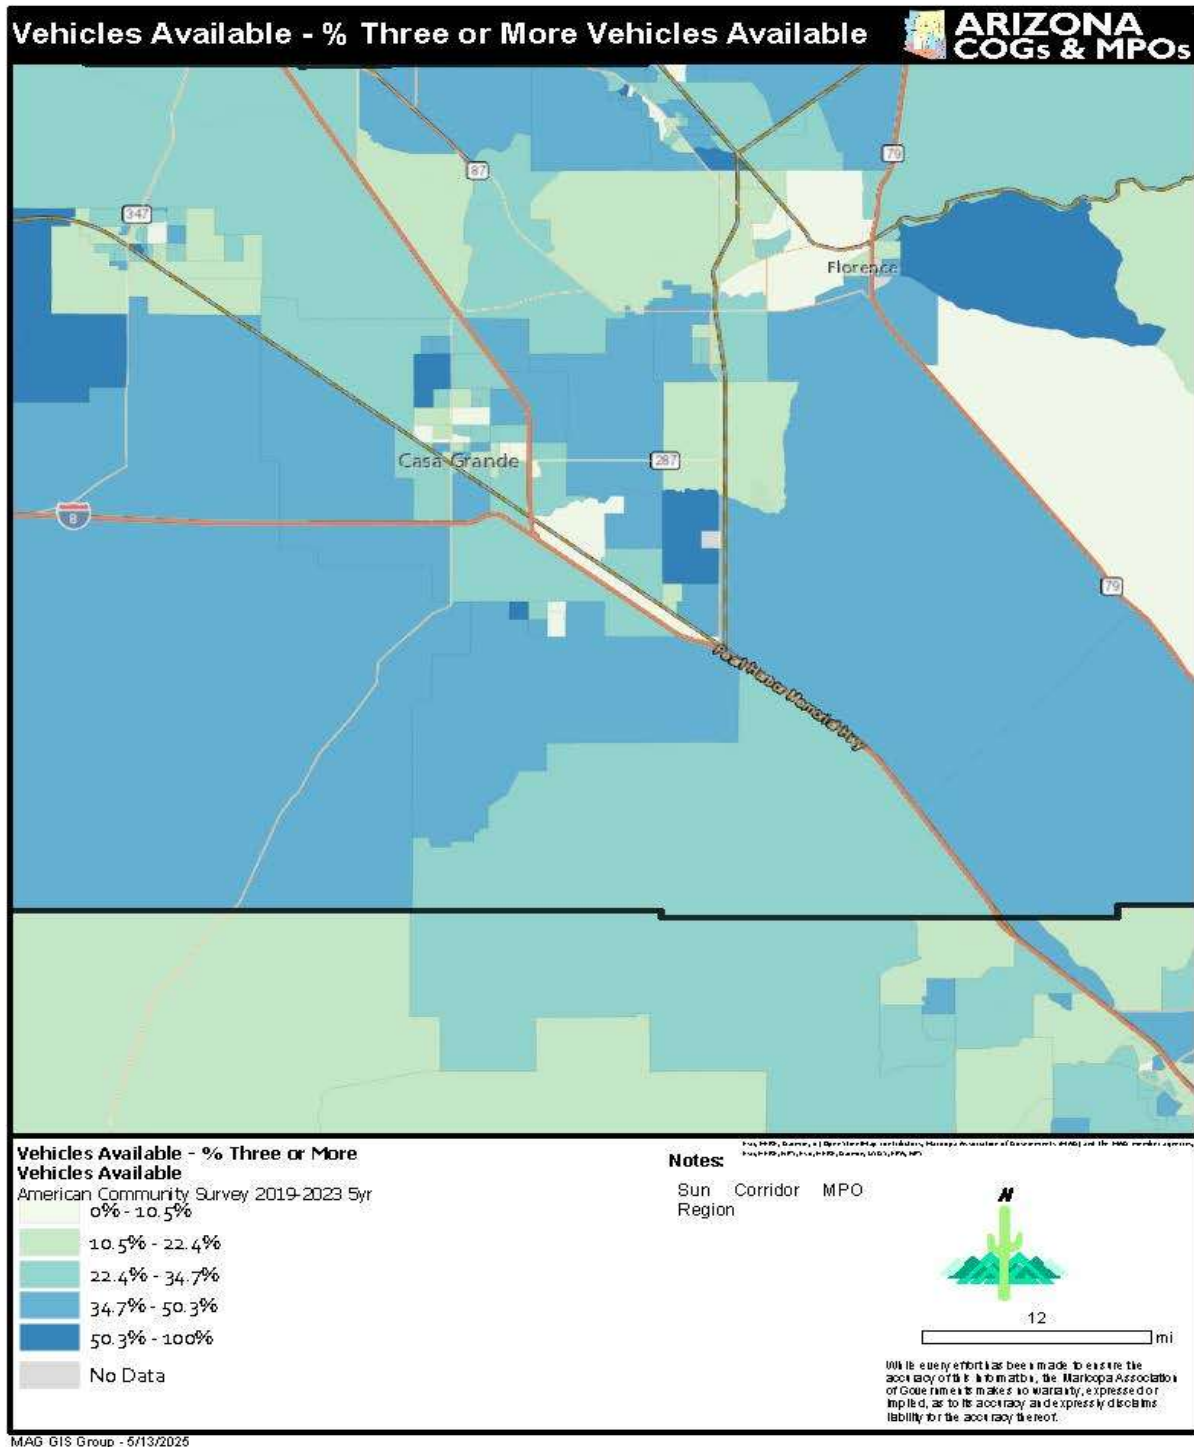 Vehicles Available - % Three or More Vehicles Available
ARIZONA
COGs & MPOs
87
79
347
Florence
Casa Grande
287
8
79
Pearl Harbor Memorial Hwy
Vehicles Available - % Three or More
Vehicles Available
American Community Survey 2019-2023 5yr
0% - 10.5%
10.5% - 22.4%
22.4% - 34.7%
34.7% - 50.3%
50.3% - 100%
No Data
Notes:
Sun Corridor MPO
Region
N
12
mi
While every effort has been made to ensure the
accuracy of this information, the Maricopa Association
of Governments makes no warranty, expressed or
implied, as to its accuracy and expressly disclaims
liability for the accuracy thereof.
MAG GIS Group - 5/13/2025